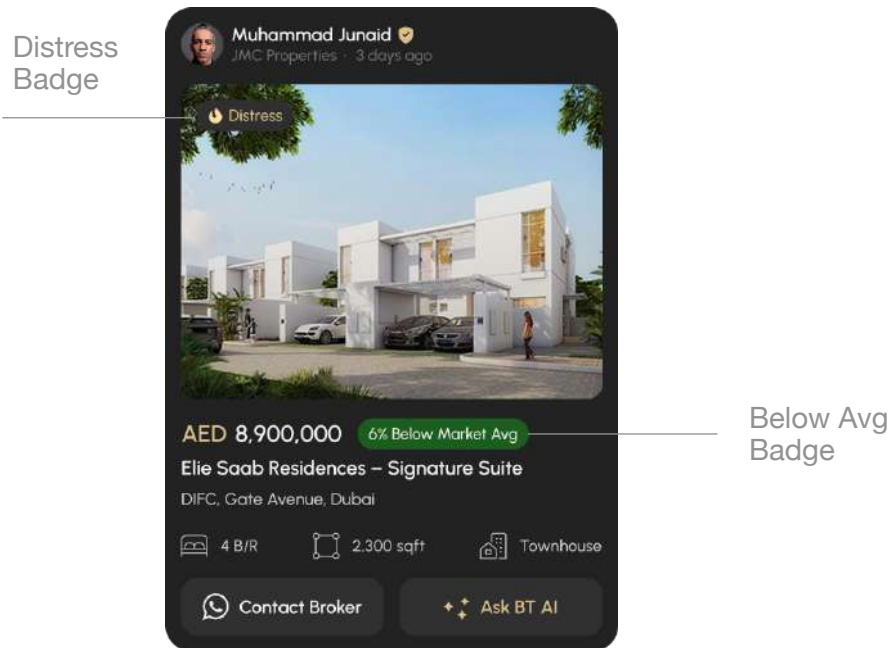 Distress
Badge
Muhammad Junaid
JMC Properties · 3 days ago
Distress
AED 8,900,000
6% Below Market Avg
Elie Saab Residences – Signature Suite
DIFC, Gate Avenue, Dubai
4 B/R
2,300 sqft
Townhouse
Contact Broker
Ask BT AI
Below Avg
Badge